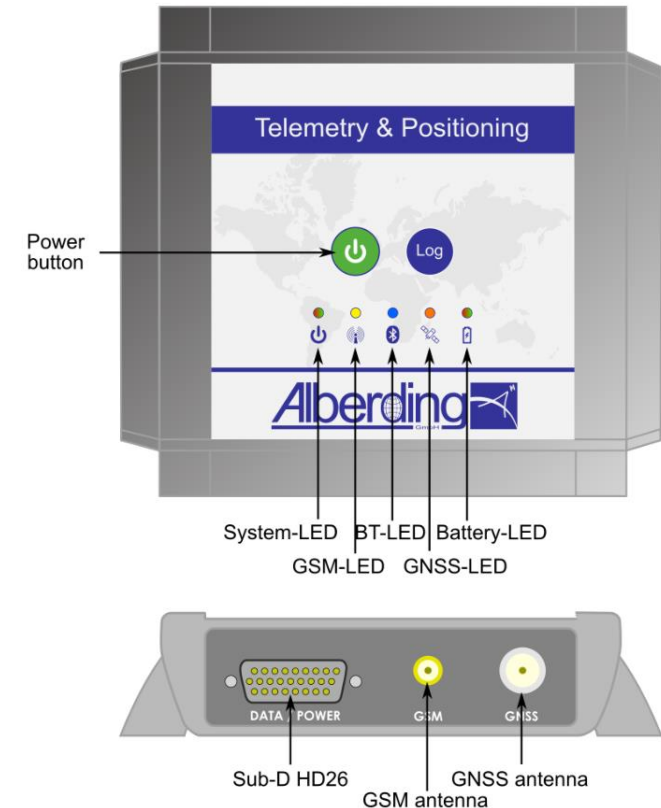 Telemetry & Positioning
Power
button
Log
Alberding
GmbH
System-LED BT-LED Battery-LED
GSM-LED GNSS-LED
DATA / POWER GSM GNSS
Sub-D HD26 GNSS antenna
GSM antenna